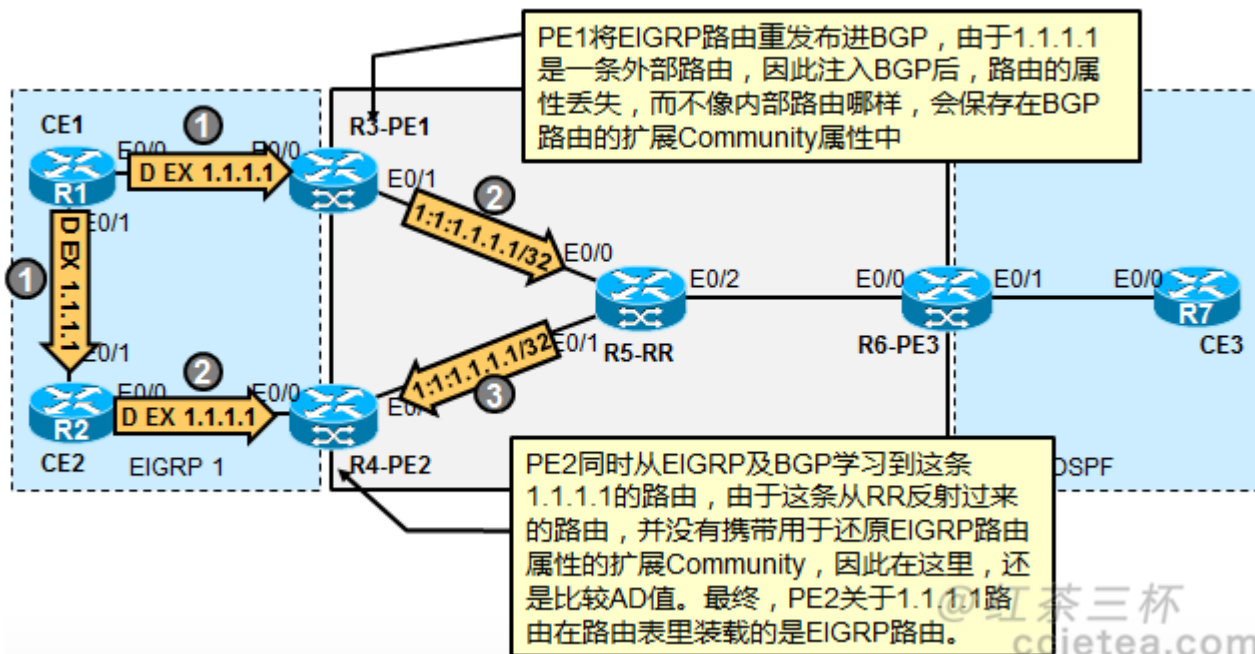 PE1将EIGRP路由重发布进BGP，由于1.1.1.1
是一条外部路由，因此注入BGP后，路由的属
性丢失，而不像内部路由哪样，会保存在BGP
路由的扩展Community属性中
CE1
1
R3-PE1
E0/0
E0/0
D EX 1.1.1.1
R1
E0/1
E0/1
2
1:1:1.1.1.1/32
E0/0
1
D EX 1.1.1.1
E0/2
E0/0
E0/1
E0/0
R7
R5-RR
R6-PE3
CE3
E0/1
1:1:1.1.1.1/32
3
E0/1
2
E0/0
E0/0
D EX 1.1.1.1
E0/
R2
CE2
EIGRP 1
R4-PE2
OSPF
PE2同时从EIGRP及BGP学习到这条
1.1.1.1的路由，由于这条从RR反射过来
的路由，并没有携带用于还原EIGRP路由
属性的扩展Community，因此在这里，还
是比较AD值。最终，PE2关于1.1.1.1路
由在路由表里装载的是EIGRP路由。
@红茶三杯
ccietea.com